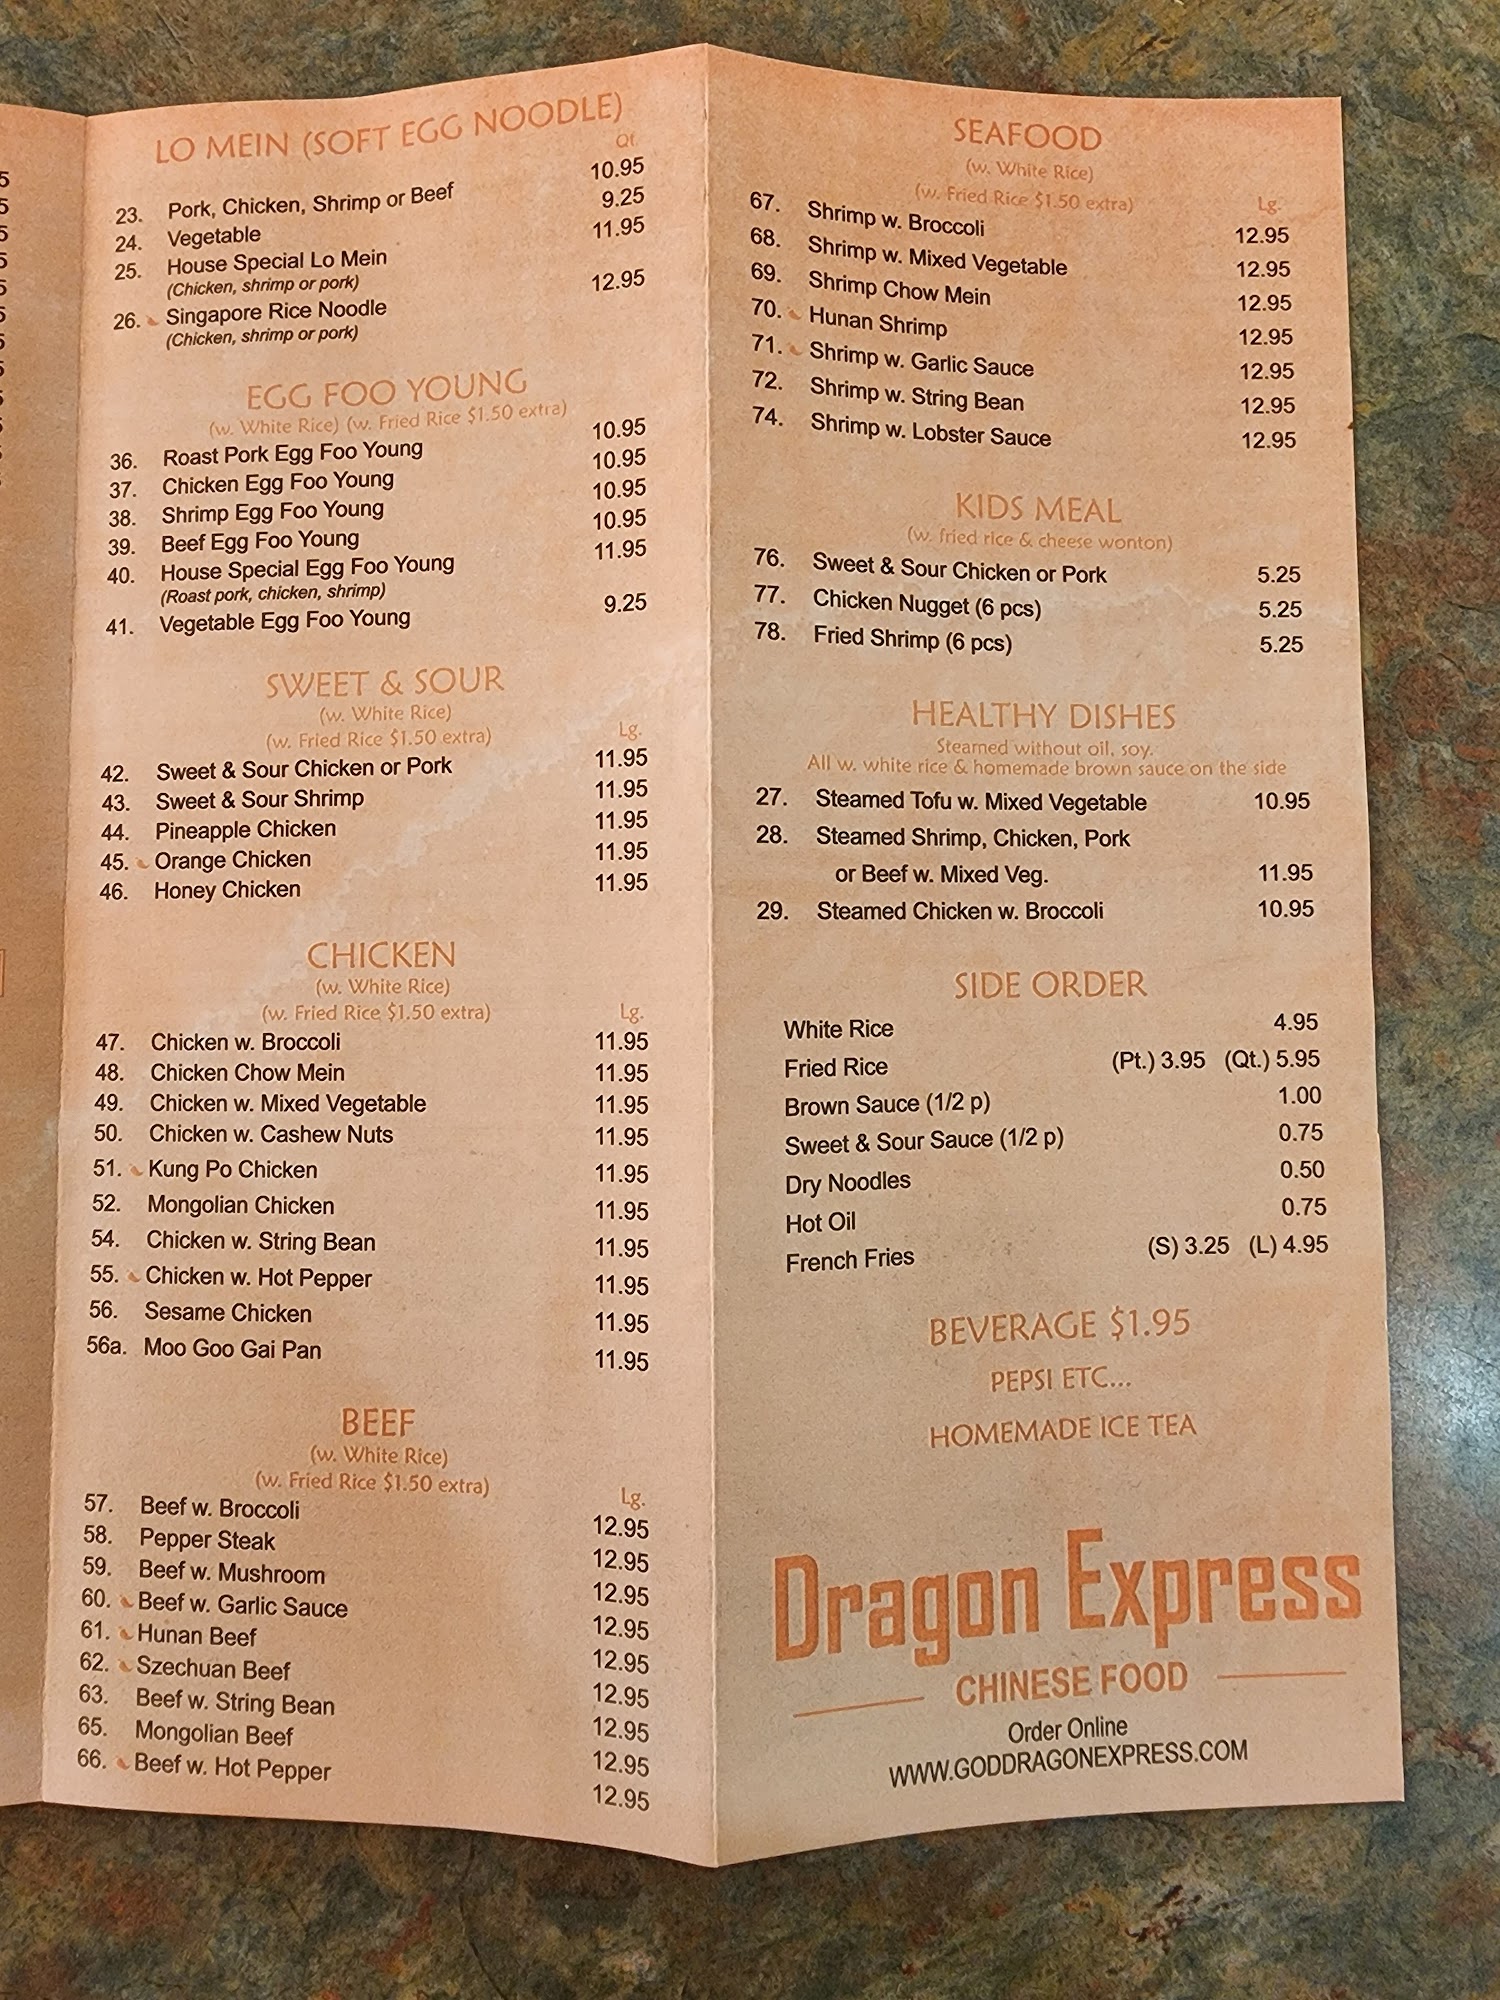 LO MEIN (SOFT EGG NOODLE)
Qt.
23. Pork, Chicken, Shrimp or Beef 10.95
24. Vegetable 9.25
25. House Special Lo Mein 11.95
(Chicken, shrimp or pork)
26. Singapore Rice Noodle 12.95
(Chicken, shrimp or pork)
EGG FOO YOUNG
(w. White Rice) (w. Fried Rice $1.50 extra)
36. Roast Pork Egg Foo Young 10.95
37. Chicken Egg Foo Young 10.95
38. Shrimp Egg Foo Young 10.95
39. Beef Egg Foo Young 10.95
40. House Special Egg Foo Young 11.95
(Roast pork, chicken, shrimp)
41. Vegetable Egg Foo Young 9.25
SWEET & SOUR
(w. White Rice)
(w. Fried Rice $1.50 extra) Lg.
42. Sweet & Sour Chicken or Pork 11.95
43. Sweet & Sour Shrimp 11.95
44. Pineapple Chicken 11.95
45. Orange Chicken 11.95
46. Honey Chicken 11.95
CHICKEN
(w. White Rice)
(w. Fried Rice $1.50 extra) Lg.
47. Chicken w. Broccoli 11.95
48. Chicken Chow Mein 11.95
49. Chicken w. Mixed Vegetable 11.95
50. Chicken w. Cashew Nuts 11.95
51. Kung Po Chicken 11.95
52. Mongolian Chicken 11.95
54. Chicken w. String Bean 11.95
55. Chicken w. Hot Pepper 11.95
56. Sesame Chicken 11.95
56a. Moo Goo Gai Pan 11.95
BEEF
(w. White Rice)
(w. Fried Rice $1.50 extra) Lg.
57. Beef w. Broccoli 12.95
58. Pepper Steak 12.95
59. Beef w. Mushroom 12.95
60. Beef w. Garlic Sauce 12.95
61. Hunan Beef 12.95
62. Szechuan Beef 12.95
63. Beef w. String Bean 12.95
65. Mongolian Beef 12.95
66. Beef w. Hot Pepper 12.95
SEAFOOD
(w. White Rice)
(w. Fried Rice $1.50 extra) Lg.
67. Shrimp w. Broccoli 12.95
68. Shrimp w. Mixed Vegetable 12.95
69. Shrimp Chow Mein 12.95
70. Hunan Shrimp 12.95
71. Shrimp w. Garlic Sauce 12.95
72. Shrimp w. String Bean 12.95
74. Shrimp w. Lobster Sauce 12.95
KIDS MEAL
(w. fried rice & cheese wonton)
76. Sweet & Sour Chicken or Pork 5.25
77. Chicken Nugget (6 pcs) 5.25
78. Fried Shrimp (6 pcs) 5.25
HEALTHY DISHES
Steamed without oil, soy.
All w. white rice & homemade brown sauce on the side
27. Steamed Tofu w. Mixed Vegetable 10.95
28. Steamed Shrimp, Chicken, Pork
or Beef w. Mixed Veg. 11.95
29. Steamed Chicken w. Broccoli 10.95
SIDE ORDER
White Rice 4.95
Fried Rice (Pt.) 3.95 (Qt.) 5.95
Brown Sauce (1/2 p) 1.00
Sweet & Sour Sauce (1/2 p) 0.75
Dry Noodles 0.50
Hot Oil 0.75
French Fries (S) 3.25 (L) 4.95
BEVERAGE $1.95
PEPSI ETC...
HOMEMADE ICE TEA
Dragon Express
CHINESE FOOD
Order Online
WWW.GODDRAGONEXPRESS.COM